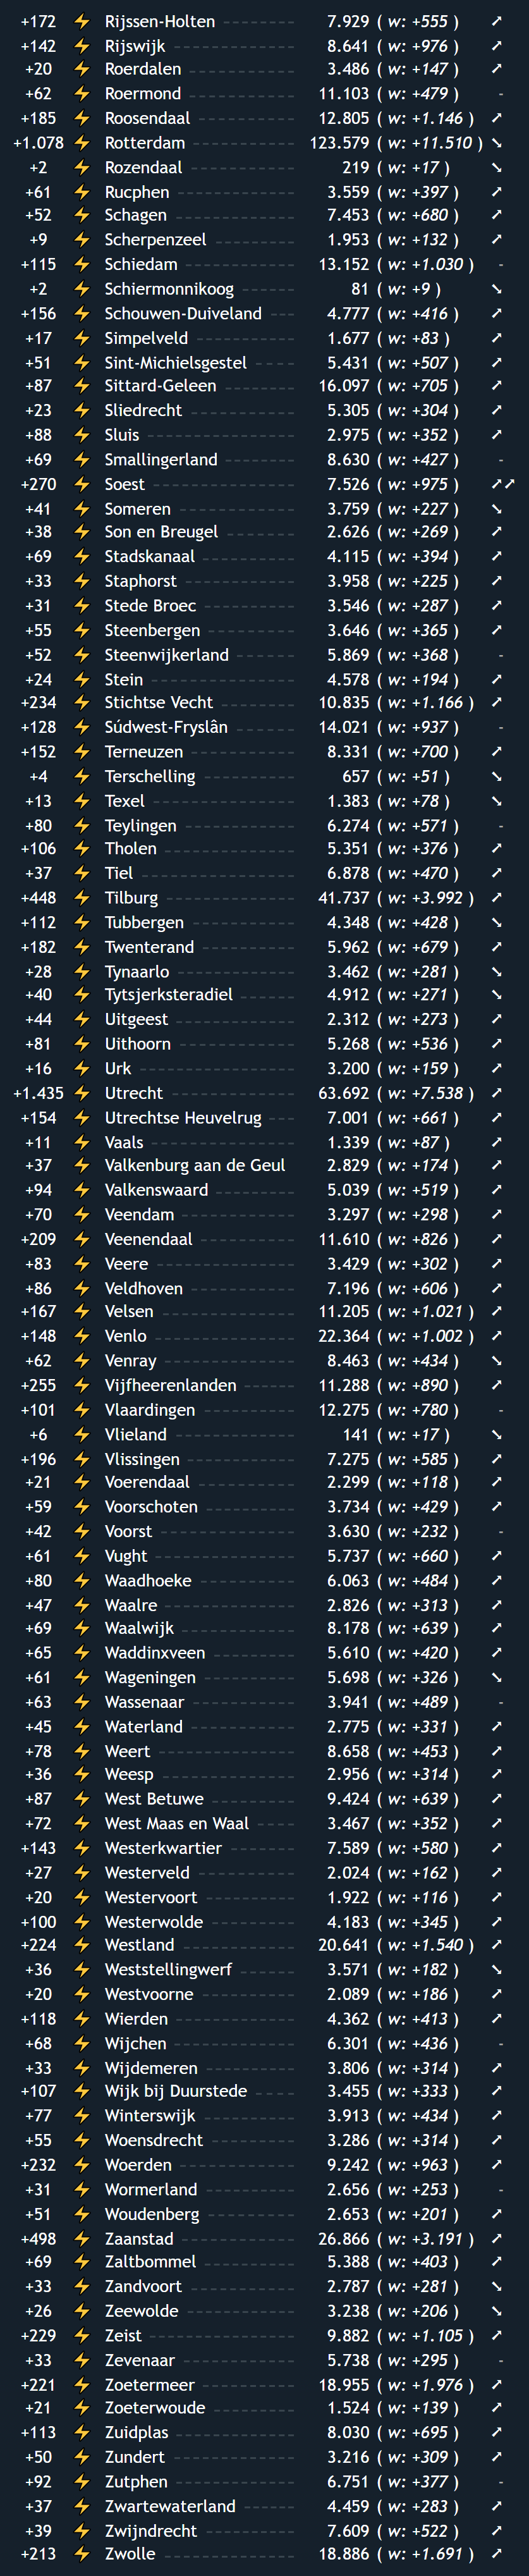 +172 ⚡ Rijssen-Holten 7.929 ( w: +555 ) ➚
+142 ⚡ Rijswijk 8.641 ( w: +976 ) ➚
+20 ⚡ Roerdalen 3.486 ( w: +147 ) ➚
+62 ⚡ Roermond 11.103 ( w: +479 ) -
+185 ⚡ Roosendaal 12.805 ( w: +1.146 ) ➚
+1.078 ⚡ Rotterdam 123.579 ( w: +11.510 ) ➘
+2 ⚡ Rozendaal 219 ( w: +17 ) ➘
+61 ⚡ Rucphen 3.559 ( w: +397 ) ➚
+52 ⚡ Schagen 7.453 ( w: +680 ) ➚
+9 ⚡ Scherpenzeel 1.953 ( w: +132 ) ➚
+115 ⚡ Schiedam 13.152 ( w: +1.030 ) -
+2 ⚡ Schiermonnikoog 81 ( w: +9 ) ➘
+156 ⚡ Schouwen-Duiveland 4.777 ( w: +416 ) ➚
+17 ⚡ Simpelveld 1.677 ( w: +83 ) ➚
+51 ⚡ Sint-Michielsgestel 5.431 ( w: +507 ) ➚
+87 ⚡ Sittard-Geleen 16.097 ( w: +705 ) ➚
+23 ⚡ Sliedrecht 5.305 ( w: +304 ) ➚
+88 ⚡ Sluis 2.975 ( w: +352 ) ➚
+69 ⚡ Smallingerland 8.630 ( w: +427 ) -
+270 ⚡ Soest 7.526 ( w: +975 ) ➚➚
+41 ⚡ Someren 3.759 ( w: +227 ) ➘
+38 ⚡ Son en Breugel 2.626 ( w: +269 ) ➚
+69 ⚡ Stadskanaal 4.115 ( w: +394 ) ➚
+33 ⚡ Staphorst 3.958 ( w: +225 ) ➚
+31 ⚡ Stede Broec 3.546 ( w: +287 ) ➚
+55 ⚡ Steenbergen 3.646 ( w: +365 ) ➚
+52 ⚡ Steenwijkerland 5.869 ( w: +368 ) -
+24 ⚡ Stein 4.578 ( w: +194 ) ➚
+234 ⚡ Stichtse Vecht 10.835 ( w: +1.166 ) ➚
+128 ⚡ Súdwest-Fryslân 14.021 ( w: +937 ) -
+152 ⚡ Terneuzen 8.331 ( w: +700 ) ➚
+4 ⚡ Terschelling 657 ( w: +51 ) ➘
+13 ⚡ Texel 1.383 ( w: +78 ) ➘
+80 ⚡ Teylingen 6.274 ( w: +571 ) -
+106 ⚡ Tholen 5.351 ( w: +376 ) ➚
+37 ⚡ Tiel 6.878 ( w: +470 ) ➚
+448 ⚡ Tilburg 41.737 ( w: +3.992 ) ➚
+112 ⚡ Tubbergen 4.348 ( w: +428 ) ➘
+182 ⚡ Twenterand 5.962 ( w: +679 ) ➚
+28 ⚡ Tynaarlo 3.462 ( w: +281 ) ➘
+40 ⚡ Tytsjerksteradiel 4.912 ( w: +271 ) ➘
+44 ⚡ Uitgeest 2.312 ( w: +273 ) ➚
+81 ⚡ Uithoorn 5.268 ( w: +536 ) ➚
+16 ⚡ Urk 3.200 ( w: +159 ) ➚
+1.435 ⚡ Utrecht 63.692 ( w: +7.538 ) ➚
+154 ⚡ Utrechtse Heuvelrug 7.001 ( w: +661 ) ➚
+11 ⚡ Vaals 1.339 ( w: +87 ) ➚
+37 ⚡ Valkenburg aan de Geul 2.829 ( w: +174 ) ➚
+94 ⚡ Valkenswaard 5.039 ( w: +519 ) ➚
+70 ⚡ Veendam 3.297 ( w: +298 ) ➚
+209 ⚡ Veenendaal 11.610 ( w: +826 ) ➚
+83 ⚡ Veere 3.429 ( w: +302 ) ➚
+86 ⚡ Veldhoven 7.196 ( w: +606 ) ➚
+167 ⚡ Velsen 11.205 ( w: +1.021 ) ➚
+148 ⚡ Venlo 22.364 ( w: +1.002 ) ➚
+62 ⚡ Venray 8.463 ( w: +434 ) ➘
+255 ⚡ Vijfheerenlanden 11.288 ( w: +890 ) ➚
+101 ⚡ Vlaardingen 12.275 ( w: +780 ) -
+6 ⚡ Vlieland 141 ( w: +17 ) ➘
+196 ⚡ Vlissingen 7.275 ( w: +585 ) ➚
+21 ⚡ Voerendaal 2.299 ( w: +118 ) ➚
+59 ⚡ Voorschoten 3.734 ( w: +429 ) ➚
+42 ⚡ Voorst 3.630 ( w: +232 ) -
+61 ⚡ Vught 5.737 ( w: +660 ) ➚
+80 ⚡ Waadhoeke 6.063 ( w: +484 ) ➚
+47 ⚡ Waalre 2.826 ( w: +313 ) ➚
+69 ⚡ Waalwijk 8.178 ( w: +639 ) ➚
+65 ⚡ Waddinxveen 5.610 ( w: +420 ) ➚
+61 ⚡ Wageningen 5.698 ( w: +326 ) ➘
+63 ⚡ Wassenaar 3.941 ( w: +489 ) -
+45 ⚡ Waterland 2.775 ( w: +331 ) ➚
+78 ⚡ Weert 8.658 ( w: +453 ) ➚
+36 ⚡ Weesp 2.956 ( w: +314 ) ➚
+87 ⚡ West Betuwe 9.424 ( w: +639 ) ➚
+72 ⚡ West Maas en Waal 3.467 ( w: +352 ) ➚
+143 ⚡ Westerkwartier 7.589 ( w: +580 ) ➚
+27 ⚡ Westerveld 2.024 ( w: +162 ) ➚
+20 ⚡ Westervoort 1.922 ( w: +116 ) ➚
+100 ⚡ Westerwolde 4.183 ( w: +345 ) ➚
+224 ⚡ Westland 20.641 ( w: +1.540 ) ➚
+36 ⚡ Weststellingwerf 3.571 ( w: +182 ) ➘
+20 ⚡ Westvoorne 2.089 ( w: +186 ) ➚
+118 ⚡ Wierden 4.362 ( w: +413 ) ➚
+68 ⚡ Wijchen 6.301 ( w: +436 ) -
+33 ⚡ Wijdemeren 3.806 ( w: +314 ) ➚
+107 ⚡ Wijk bij Duurstede 3.455 ( w: +333 ) ➚
+77 ⚡ Winterswijk 3.913 ( w: +434 ) ➚
+55 ⚡ Woensdrecht 3.286 ( w: +314 ) ➚
+232 ⚡ Woerden 9.242 ( w: +963 ) ➚
+31 ⚡ Wormerland 2.656 ( w: +253 ) -
+51 ⚡ Woudenberg 2.653 ( w: +201 ) ➚
+498 ⚡ Zaanstad 26.866 ( w: +3.191 ) ➚
+69 ⚡ Zaltbommel 5.388 ( w: +403 ) ➚
+33 ⚡ Zandvoort 2.787 ( w: +281 ) ➘
+26 ⚡ Zeewolde 3.238 ( w: +206 ) ➘
+229 ⚡ Zeist 9.882 ( w: +1.105 ) ➚
+33 ⚡ Zevenaar 5.738 ( w: +295 ) -
+221 ⚡ Zoetermeer 18.955 ( w: +1.976 ) ➚
+21 ⚡ Zoeterwoude 1.524 ( w: +139 ) ➚
+113 ⚡ Zuidplas 8.030 ( w: +695 ) ➚
+50 ⚡ Zundert 3.216 ( w: +309 ) ➚
+92 ⚡ Zutphen 6.751 ( w: +377 ) -
+37 ⚡ Zwartewaterland 4.459 ( w: +283 ) ➚
+39 ⚡ Zwijndrecht 7.609 ( w: +522 ) ➚
+213 ⚡ Zwolle 18.886 ( w: +1.691 ) ➚